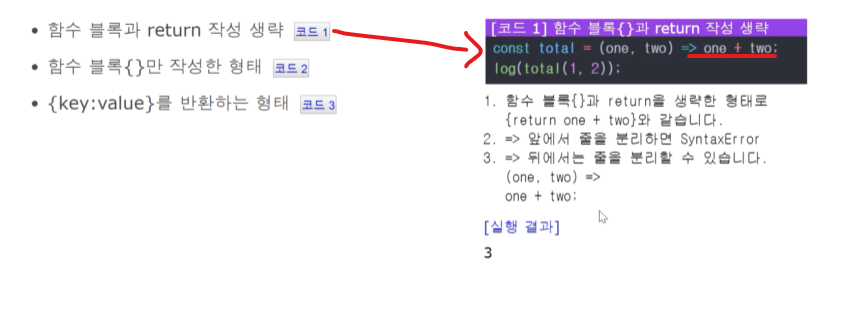 • 함수 블록과 return 작성 생략 코드 1
• 함수 블록{}만 작성한 형태 코드 2
• {key:value}를 반환하는 형태 코드 3
[코드 1] 함수 블록{}과 return 작성 생략
const total = (one, two) => one + two;
log(total(1, 2));
1. 함수 블록{}과 return을 생략한 형태로
{return one + two}와 같습니다.
2. => 앞에서 줄을 분리하면 SyntaxError
3. => 뒤에서는 줄을 분리할 수 있습니다.
(one, two) =>
one + two;
[실행 결과]
3